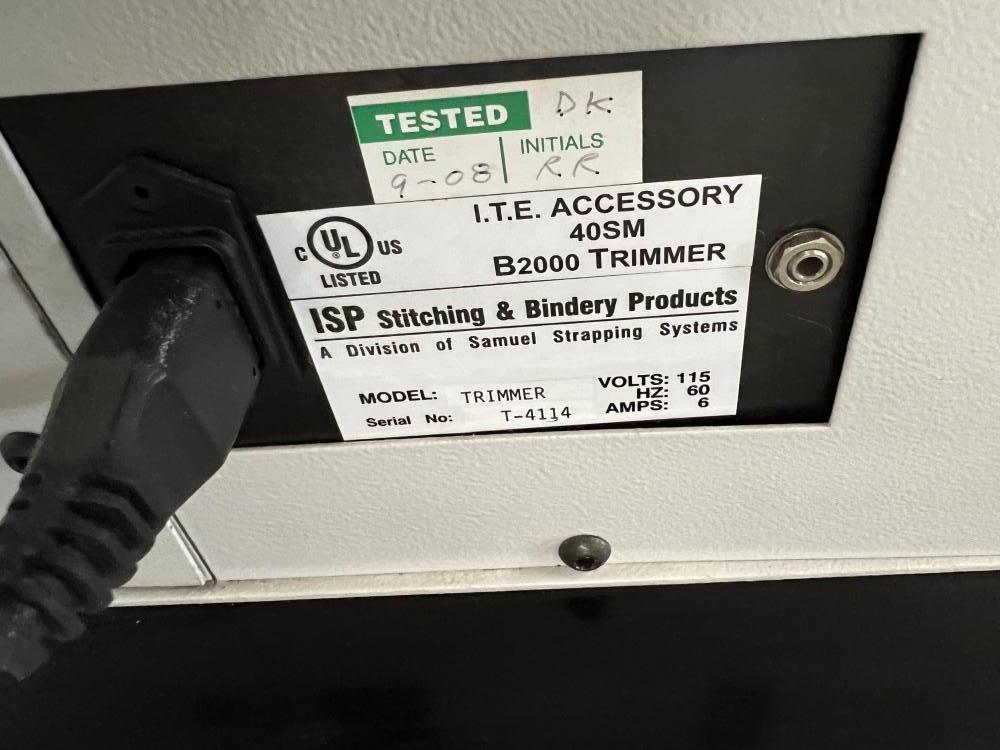 TESTED DK
DATE INITIALS
9-08 R.R.
I.T.E. ACCESSORY
40SM
B2000 TRIMMER
C UL ® US
LISTED
ISP Stitching & Bindery Products
A Division of Samuel Strapping Systems
MODEL: TRIMMER
Serial No: T-4114
VOLTS: 115
HZ: 60
AMPS: 6